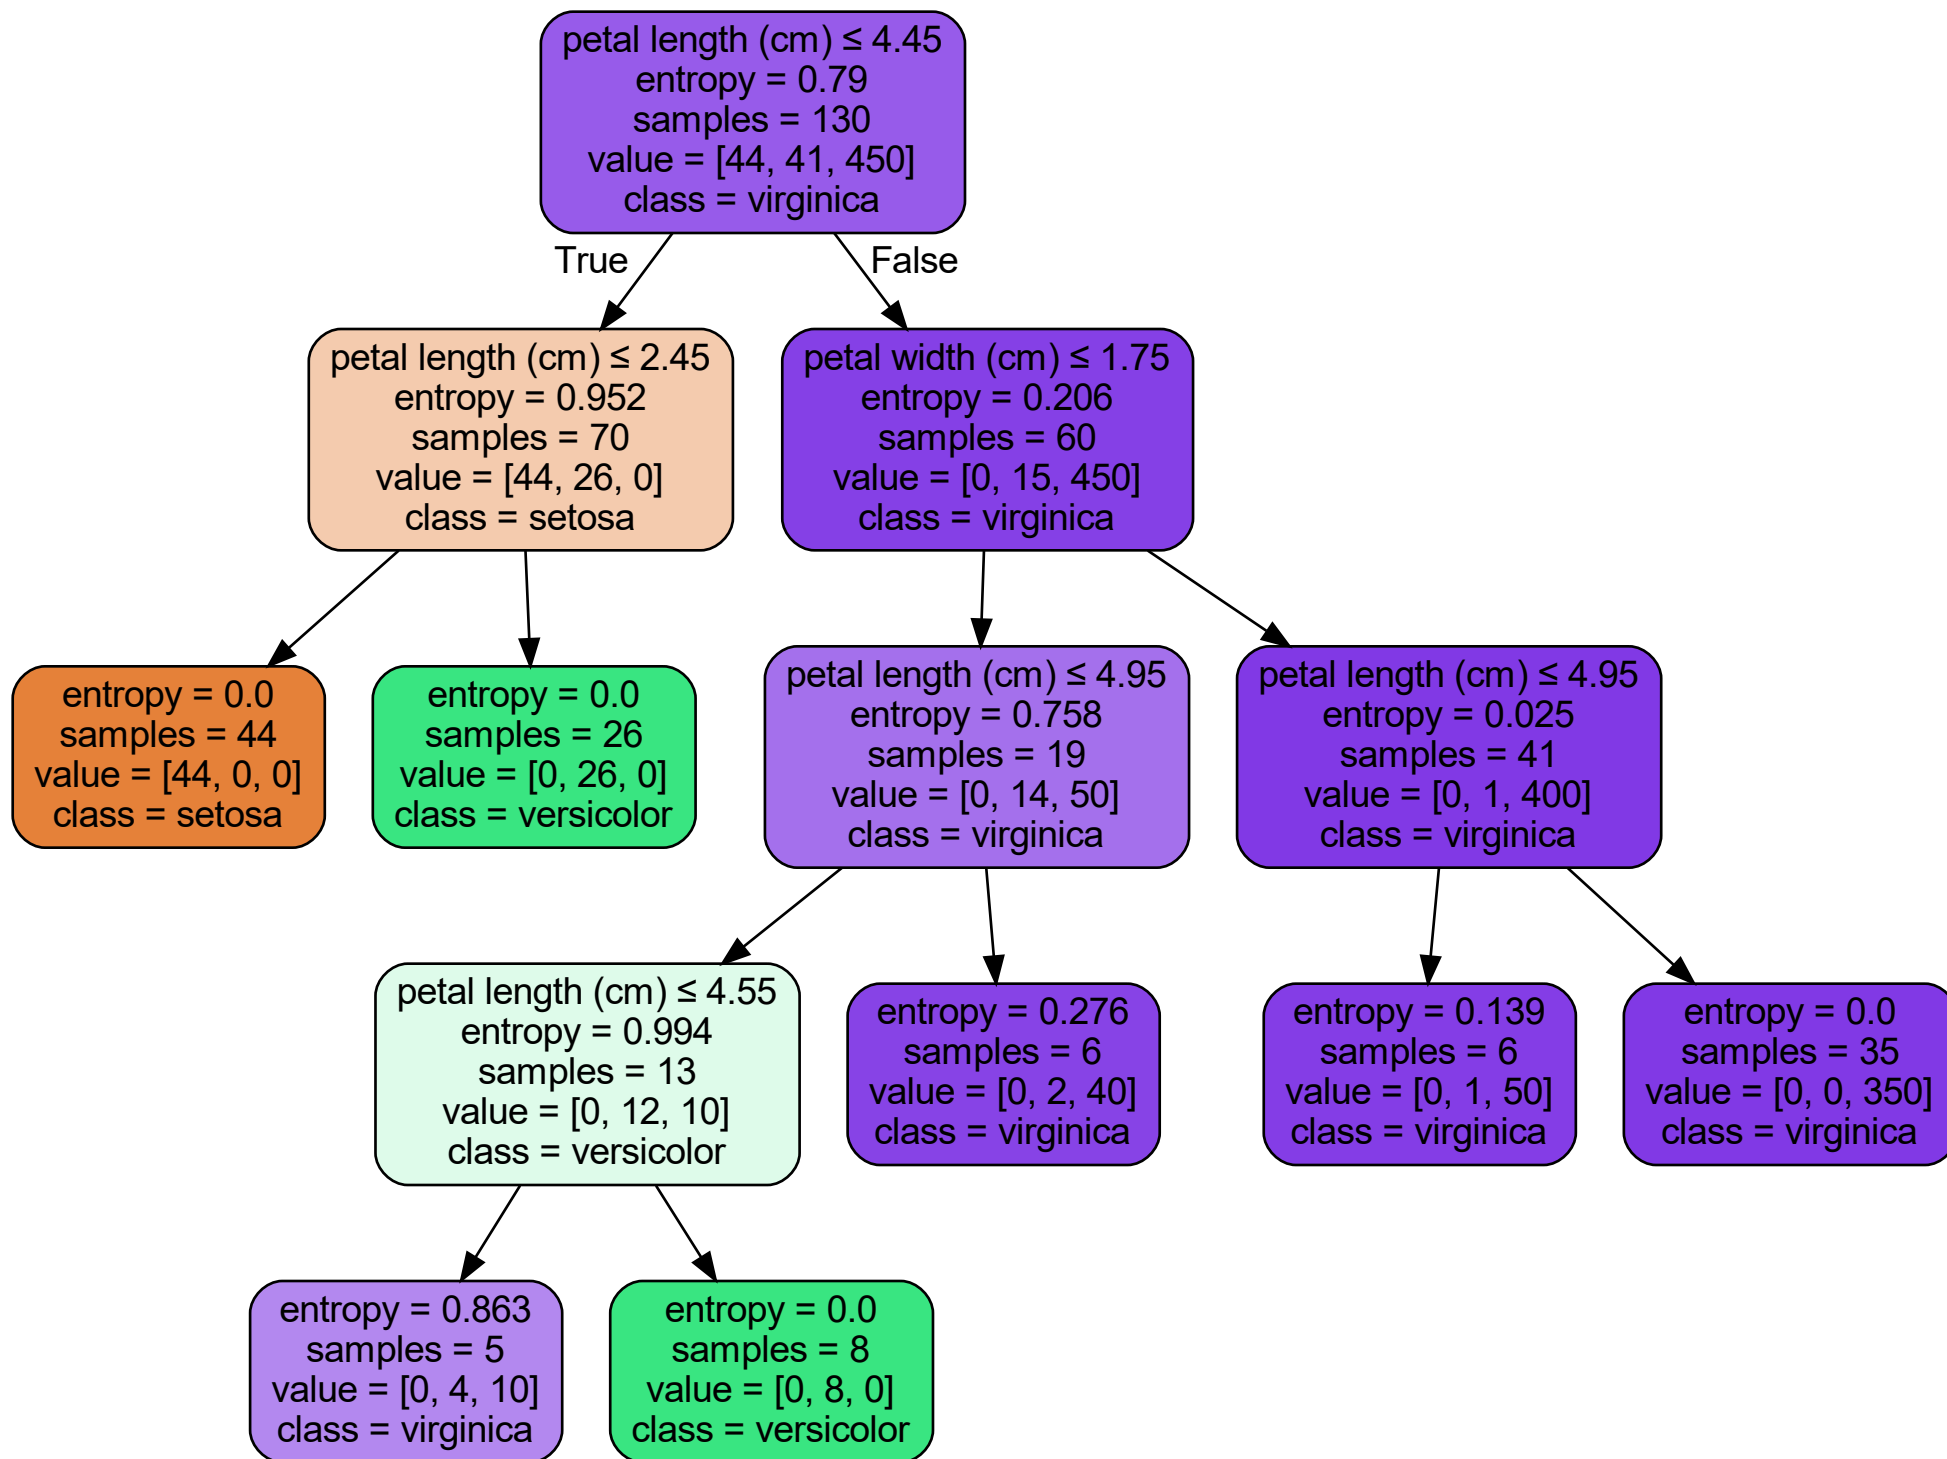 petal length (cm) ≤ 4.45
entropy = 0.79
samples = 130
value = [44, 41, 450]
class = virginica
True
False
petal length (cm) ≤ 2.45
entropy = 0.952
samples = 70
value = [44, 26, 0]
class = setosa
petal width (cm) ≤ 1.75
entropy = 0.206
samples = 60
value = [0, 15, 450]
class = virginica
entropy = 0.0
samples = 44
value = [44, 0, 0]
class = setosa
entropy = 0.0
samples = 26
value = [0, 26, 0]
class = versicolor
petal length (cm) ≤ 4.95
entropy = 0.758
samples = 19
value = [0, 14, 50]
class = virginica
petal length (cm) ≤ 4.95
entropy = 0.025
samples = 41
value = [0, 1, 400]
class = virginica
petal length (cm) ≤ 4.55
entropy = 0.994
samples = 13
value = [0, 12, 10]
class = versicolor
entropy = 0.276
samples = 6
value = [0, 2, 40]
class = virginica
entropy = 0.139
samples = 6
value = [0, 1, 50]
class = virginica
entropy = 0.0
samples = 35
value = [0, 0, 350]
class = virginica
entropy = 0.863
samples = 5
value = [0, 4, 10]
class = virginica
entropy = 0.0
samples = 8
value = [0, 8, 0]
class = versicolor